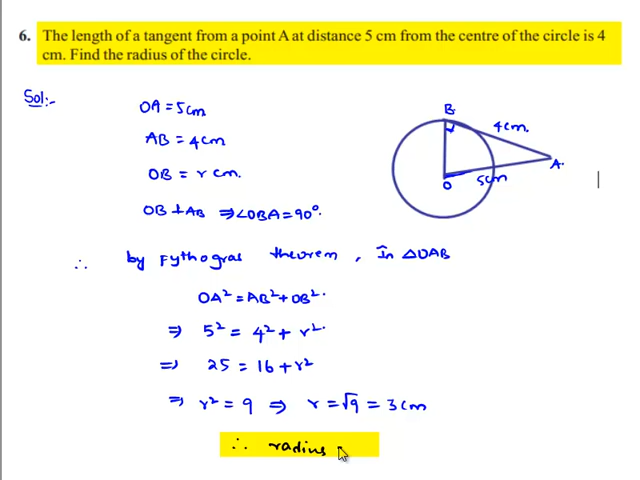 6. The length of a tangent from a point A at distance 5 cm from the centre of the circle is 4
cm. Find the radius of the circle.
Sol:-
OA = 5cm
AB = 4cm
OB = r cm.
OB ⊥ AB ⇒ ∠OBA = 90°.
B
4cm.
A.
O
5cm
∴ by Pythogras theorem, In △OAB
OA² = AB² + OB².
⇒ 5² = 4² + r².
⇒ 25 = 16 + r²
⇒ r² = 9 ⇒ r = √9 = 3cm
∴ radius